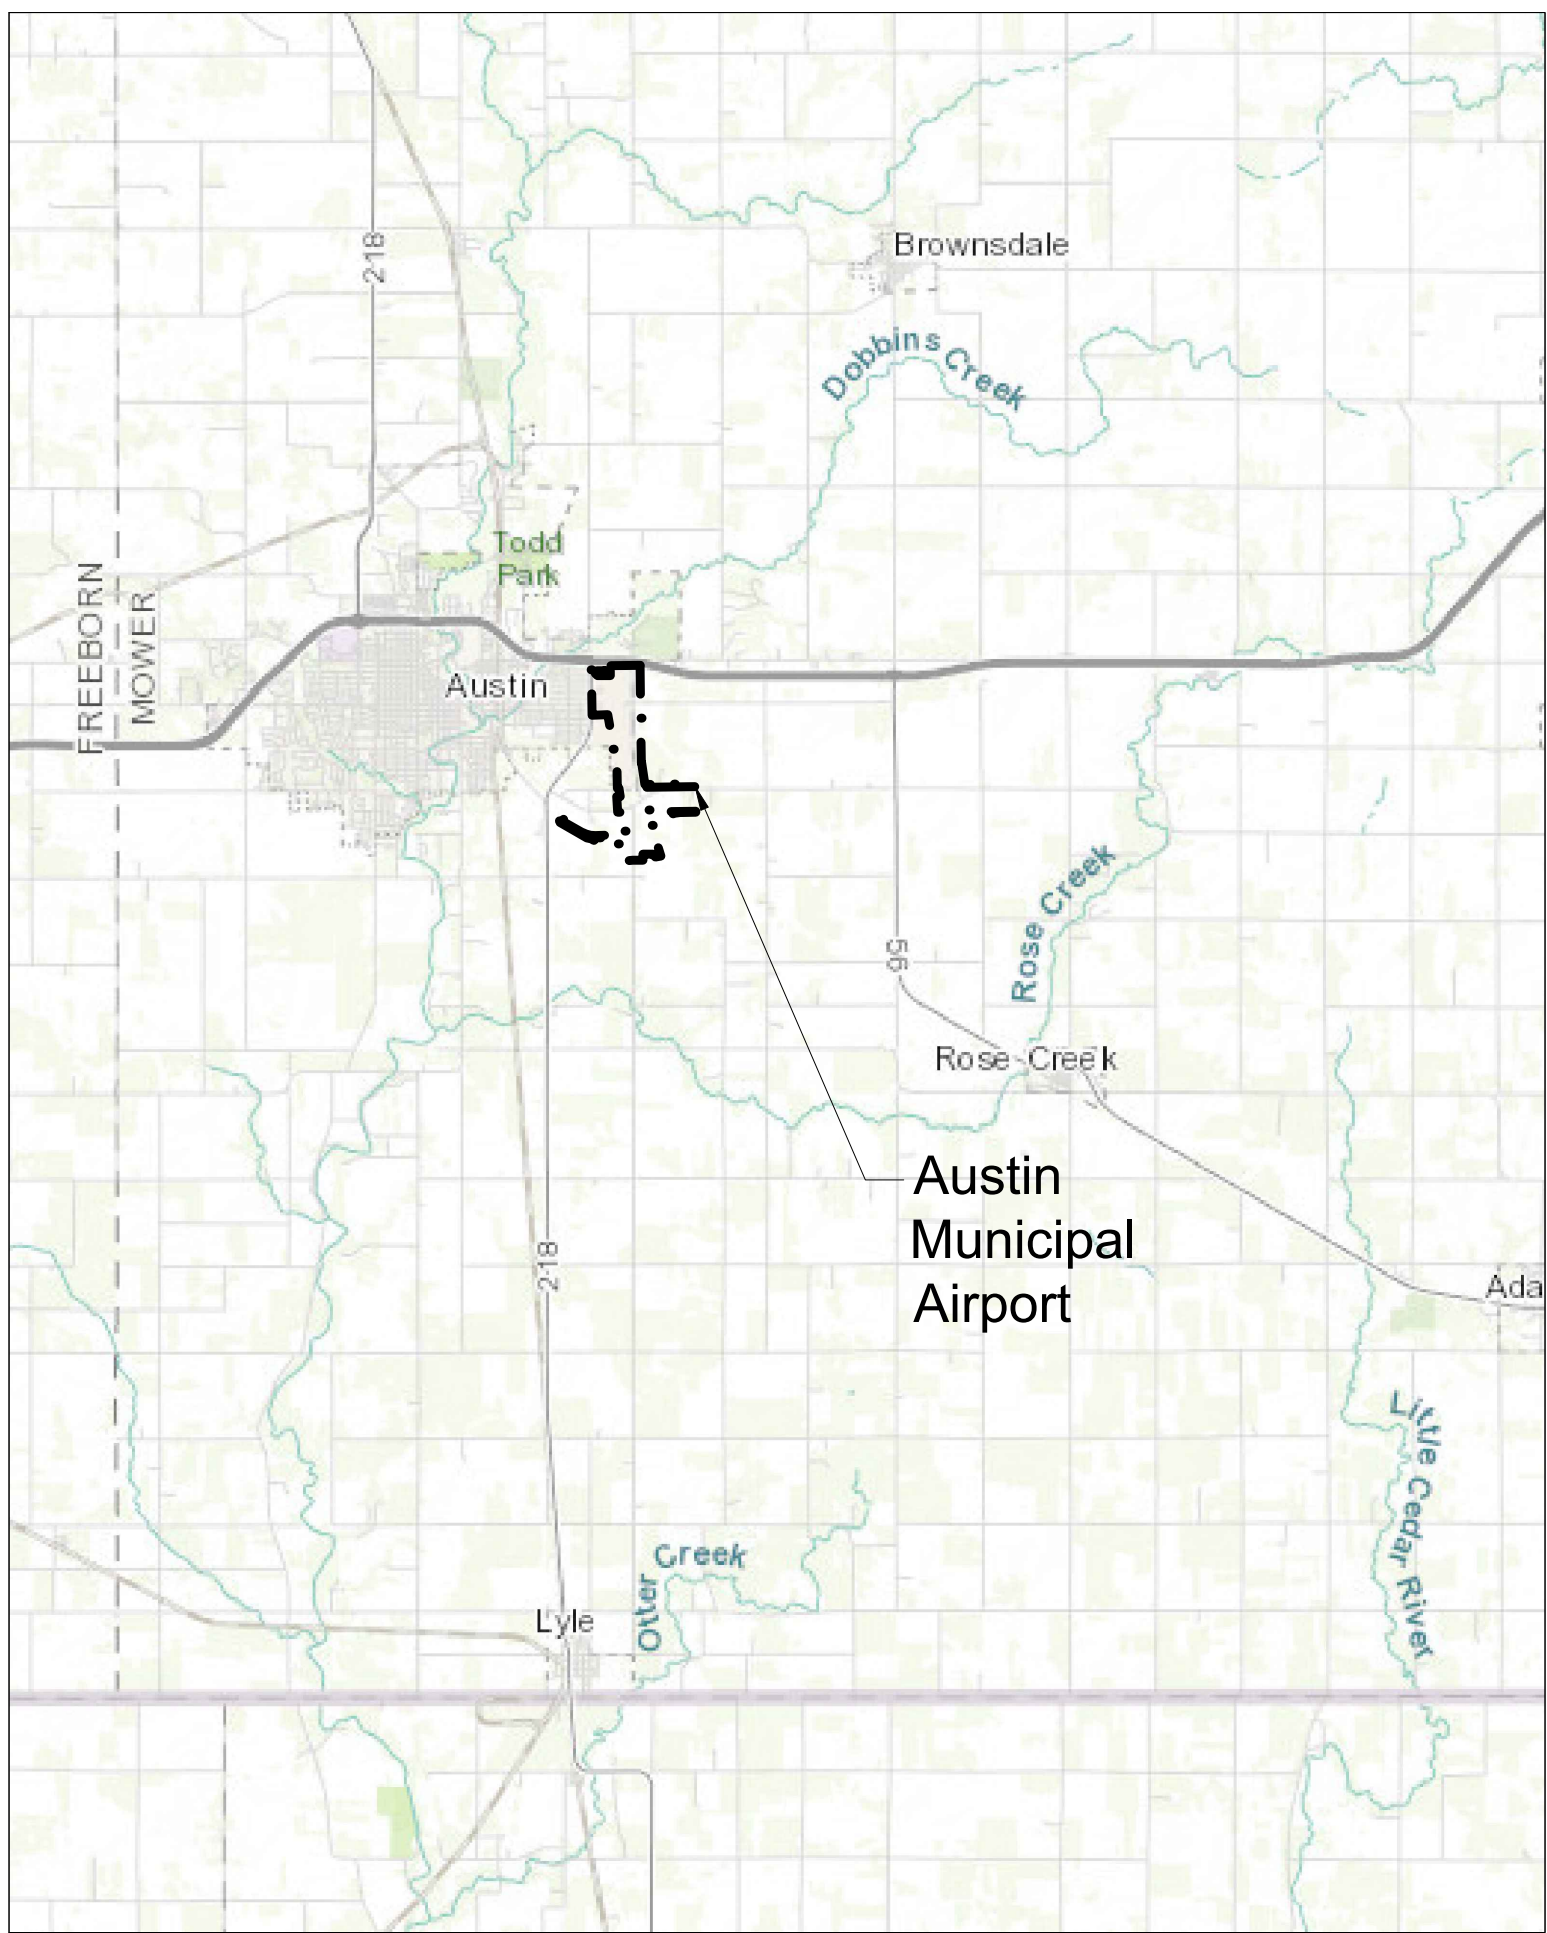 218
Brownsdale
Dobbins Creek
Todd
Park
FREEBORN
MOWER
Austin
Rose Creek
56
Rose Creek
Austin
Municipal
Airport
218
Ada
Little Cedar River
Otter Creek
Lyle